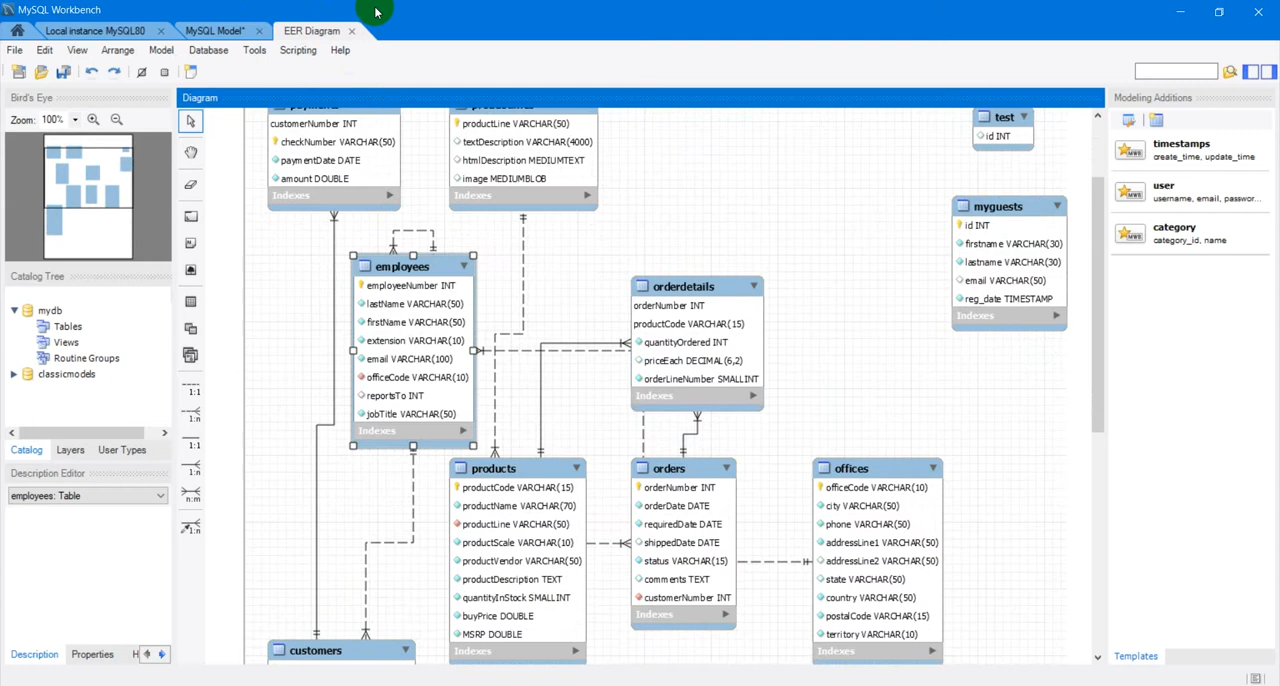 MySQL Workbench
Local instance MySQL80
MySQL Model*
EER Diagram
File Edit View Arrange Model Database Tools Scripting Help
Bird's Eye
Zoom: 100%
Diagram
Modeling Additions
timestamps
create_time, update_time
user
username, email, passwor...
category
category_id, name
Catalog Tree
mydb
Tables
Views
Routine Groups
classicmodels
Catalog Layers User Types
Description Editor
employees: Table
Description Properties H
1:1
1:n
1:1
1:n
n:m
1:n
customerNumber INT
checkNumber VARCHAR(50)
paymentDate DATE
amount DOUBLE
Indexes
productLine VARCHAR(50)
textDescription VARCHAR(4000)
htmlDescription MEDIUMTEXT
image MEDIUMBLOB
Indexes
test
id INT
myguests
id INT
firstname VARCHAR(30)
lastname VARCHAR(30)
email VARCHAR(50)
reg_date TIMESTAMP
Indexes
employees
employeeNumber INT
lastName VARCHAR(50)
firstName VARCHAR(50)
extension VARCHAR(10)
email VARCHAR(100)
officeCode VARCHAR(10)
reportsTo INT
jobTitle VARCHAR(50)
Indexes
orderdetails
orderNumber INT
productCode VARCHAR(15)
quantityOrdered INT
priceEach DECIMAL(6,2)
orderLineNumber SMALLINT
Indexes
products
productCode VARCHAR(15)
productName VARCHAR(70)
productLine VARCHAR(50)
productScale VARCHAR(10)
productVendor VARCHAR(50)
productDescription TEXT
quantityInStock SMALLINT
buyPrice DOUBLE
MSRP DOUBLE
Indexes
orders
orderNumber INT
orderDate DATE
requiredDate DATE
shippedDate DATE
status VARCHAR(15)
comments TEXT
customerNumber INT
Indexes
offices
officeCode VARCHAR(10)
city VARCHAR(50)
phone VARCHAR(50)
addressLine1 VARCHAR(50)
addressLine2 VARCHAR(50)
state VARCHAR(50)
country VARCHAR(50)
postalCode VARCHAR(15)
territory VARCHAR(10)
Indexes
customers
Templates